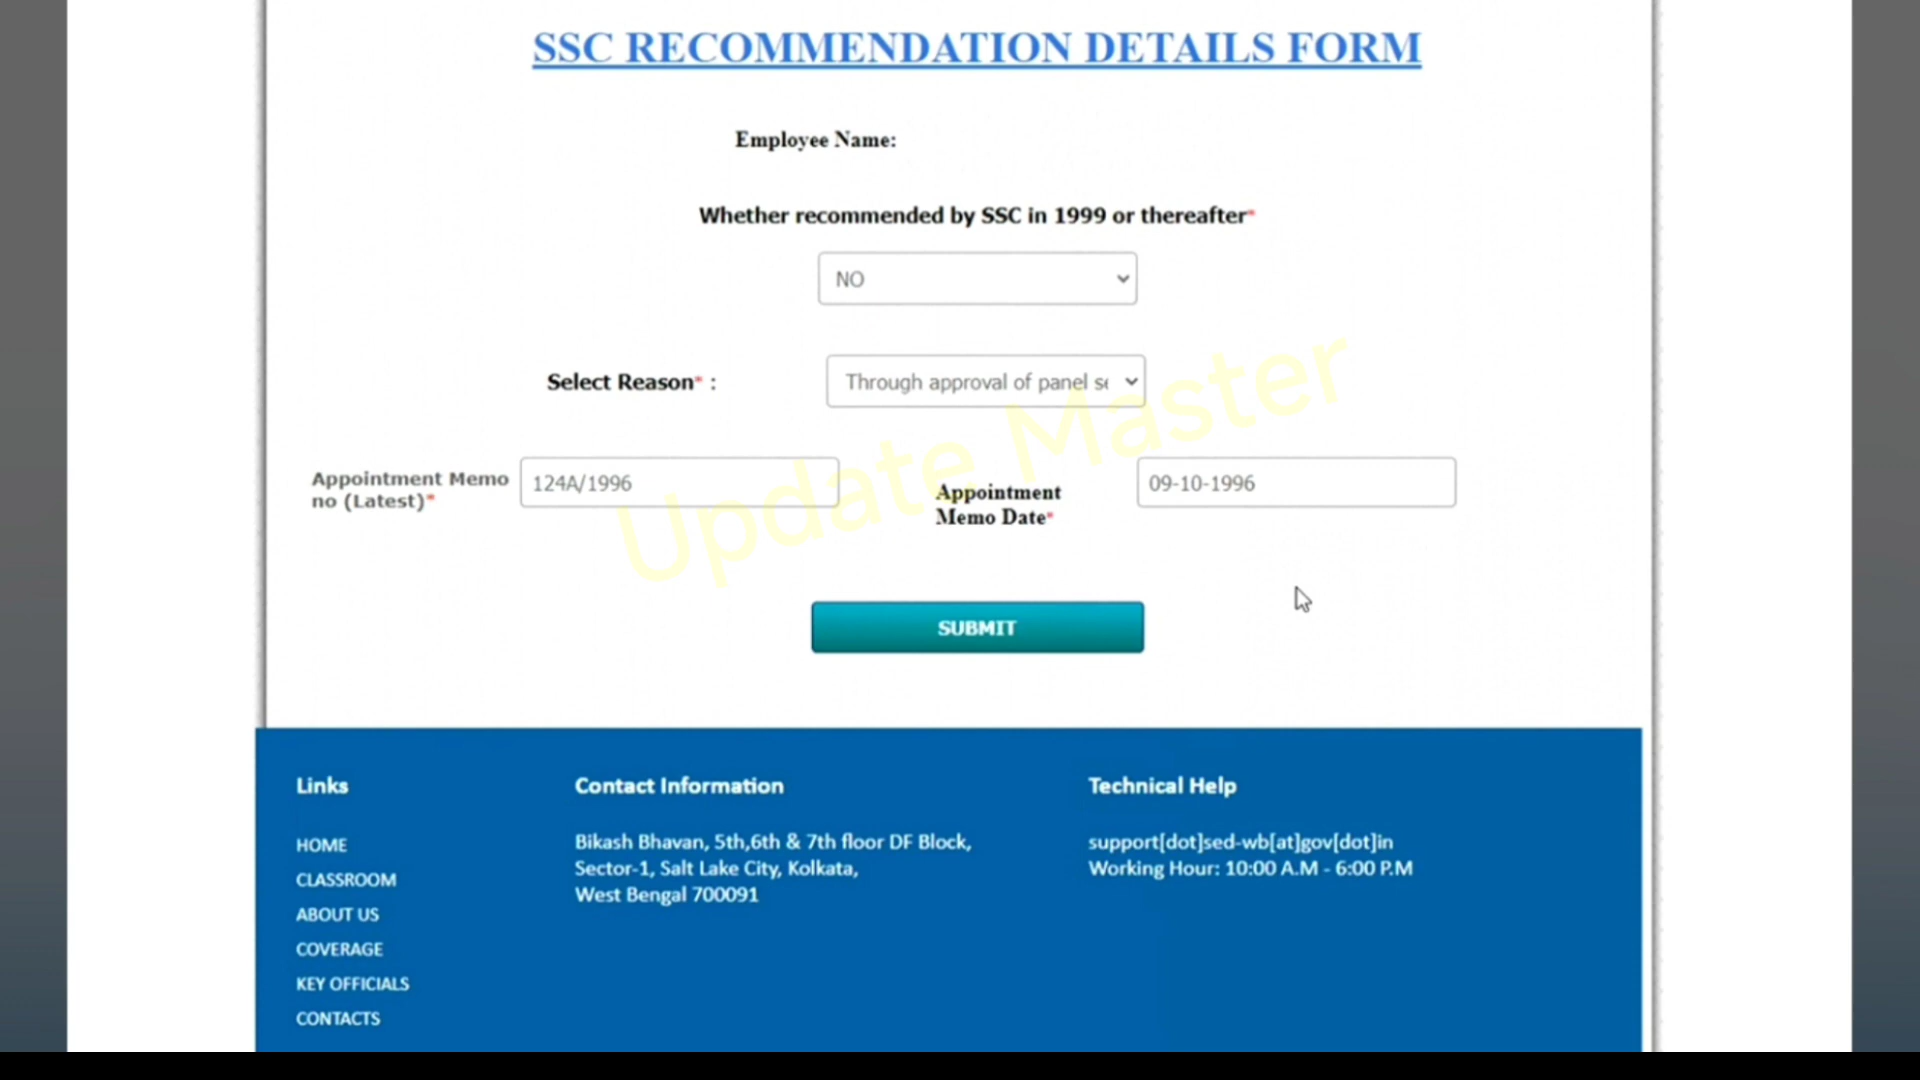 SSC RECOMMENDATION DETAILS FORM
Employee Name:
Whether recommended by SSC in 1999 or thereafter*
NO
Select Reason* :
Through approval of panel se
Appointment Memo
no (Latest)*
124A/1996
Appointment
Memo Date*
09-10-1996
Update Master
SUBMIT
Links
HOME
CLASSROOM
ABOUT US
COVERAGE
KEY OFFICIALS
CONTACTS
Contact Information
Bikash Bhavan, 5th,6th & 7th floor DF Block,
Sector-1, Salt Lake City, Kolkata,
West Bengal 700091
Technical Help
support[dot]sed-wb[at]gov[dot]in
Working Hour: 10:00 A.M - 6:00 P.M